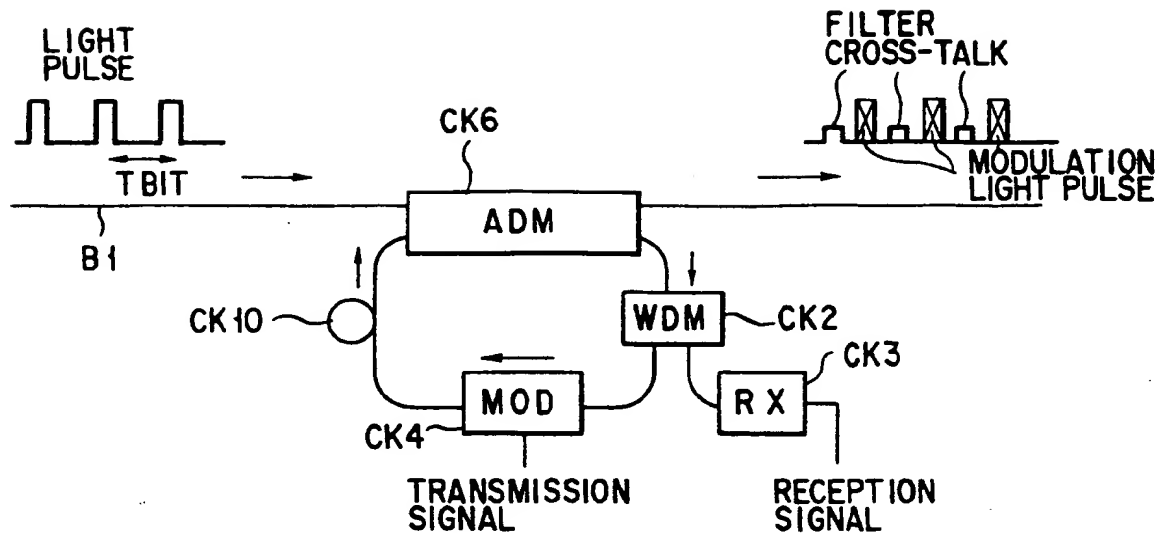 LIGHT
PULSE
TBIT
B1
FILTER
CROSS-TALK
MODULATION
LIGHT PULSE
CK6
ADM
CK10
WDM
CK2
CK3
MOD
RX
CK4
TRANSMISSION
SIGNAL
RECEPTION
SIGNAL